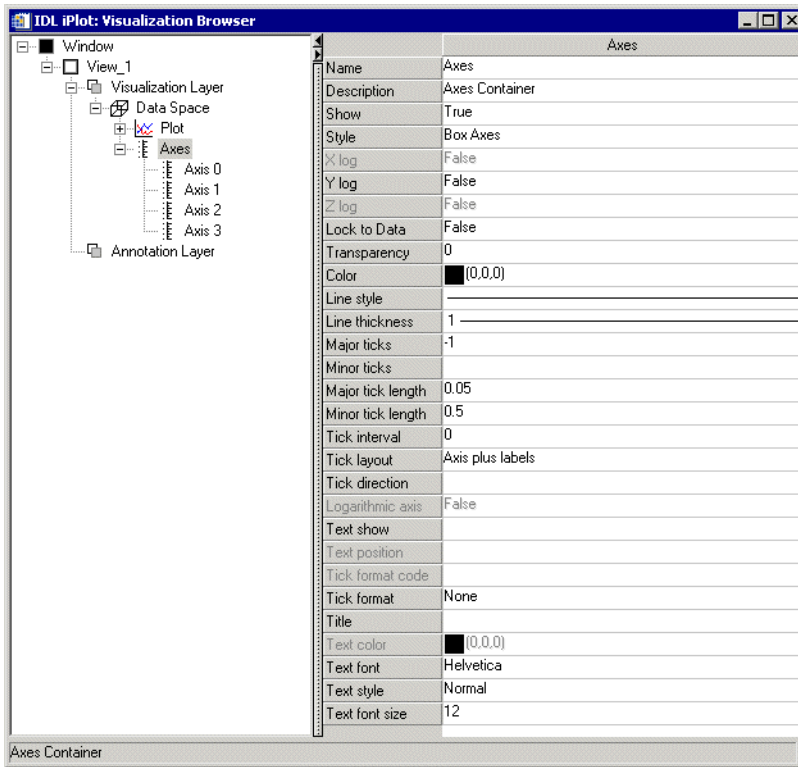 IDL iPlot: Visualization Browser
Window
View_1
Visualization Layer
Data Space
Plot
Axes
Axis 0
Axis 1
Axis 2
Axis 3
Annotation Layer
Axes
Name Axes
Description Axes Container
Show True
Style Box Axes
X log False
Y log False
Z log False
Lock to Data False
Transparency 0
Color (0,0,0)
Line style
Line thickness 1
Major ticks -1
Minor ticks
Major tick length 0.05
Minor tick length 0.5
Tick interval 0
Tick layout Axis plus labels
Tick direction
Logarithmic axis False
Text show
Text position
Tick format code
Tick format None
Title
Text color (0,0,0)
Text font Helvetica
Text style Normal
Text font size 12
Axes Container